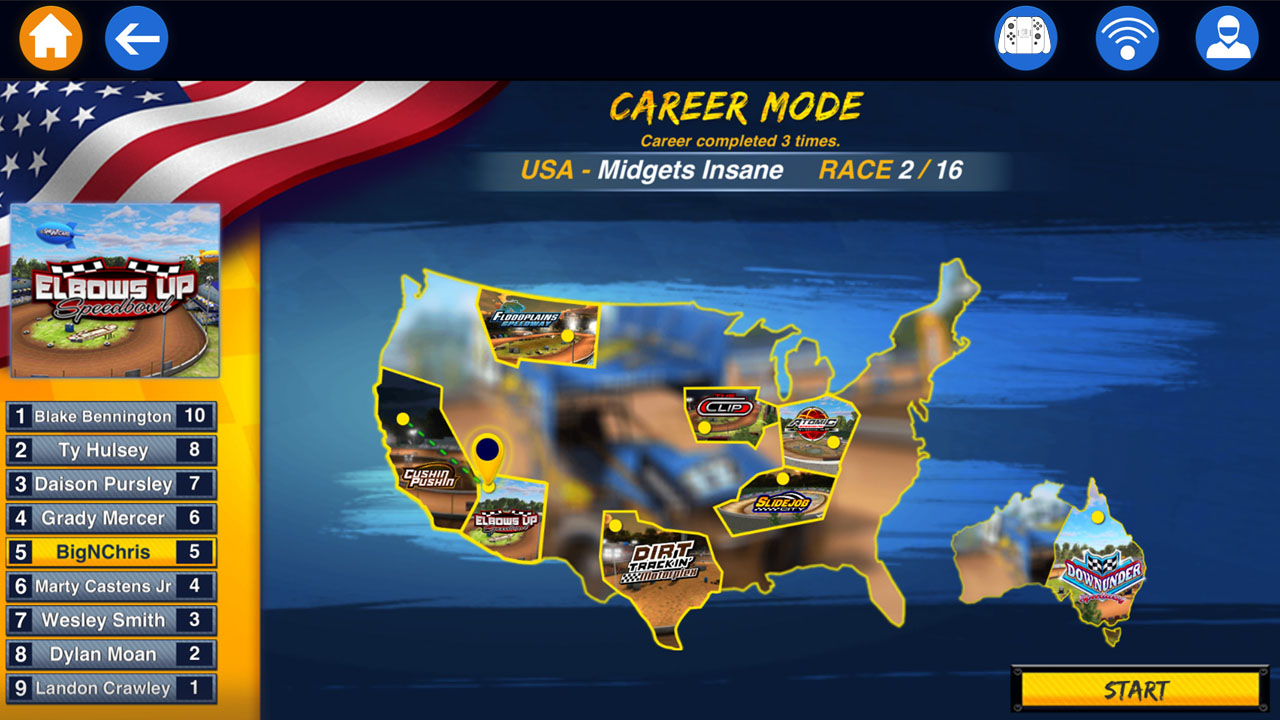 CAREER MODE
Career completed 3 times.
USA - Midgets Insane RACE 2 / 16
ELBOWS UP
Speedbowl
1 Blake Bennington 10
2 Ty Hulsey 8
3 Daison Pursley 7
4 Grady Mercer 6
5 BigNChris 5
6 Marty Castens Jr 4
7 Wesley Smith 3
8 Dylan Moan 2
9 Landon Crawley 1
FLOODPLAINS
SPEEDWAY
THE
CLIP
ATOMIC
CUSHIN
PUSHIN
ELBOWS UP
SLIDEJOB
CITY
DIRT
TRACKIN'
Motorplex
DOWNUNDER
START